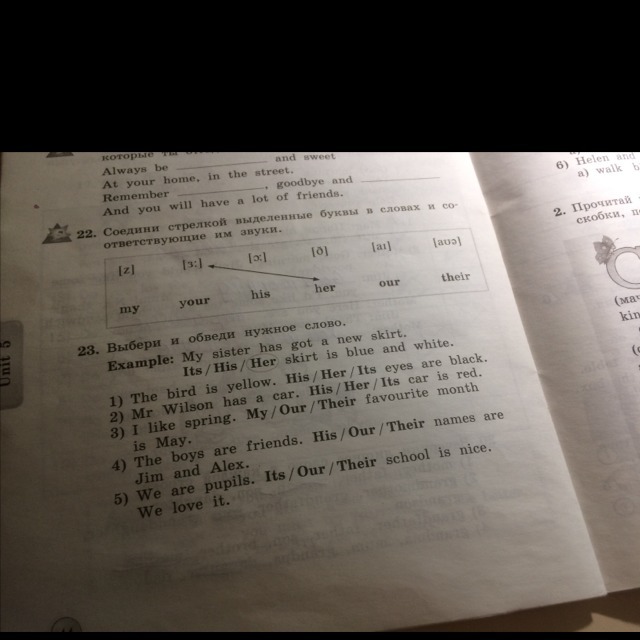 которые ты
Always be ________ and sweet
At your home, in the street.
Remember ________, goodbye and ________
And you will have a lot of friends.
22. Соедини стрелкой выделенные буквы в словах и со-
ответствующие им звуки.
[z] [ɜ:] [ɔ:] [ð] [aɪ] [aʊə]
my your his her our their
23. Выбери и обведи нужное слово.
Example: My sister has got a new skirt.
Its / His / Her skirt is blue and white.
1) The bird is yellow. His / Her / Its eyes are black.
2) Mr Wilson has a car. His / Her / Its car is red.
3) I like spring. My / Our / Their favourite month
is May.
4) The boys are friends. His / Our / Their names are
Jim and Alex.
5) We are pupils. Its / Our / Their school is nice.
We love it.
Unit 5
6) Helen and
a) walk
2. Прочитай
скобки,